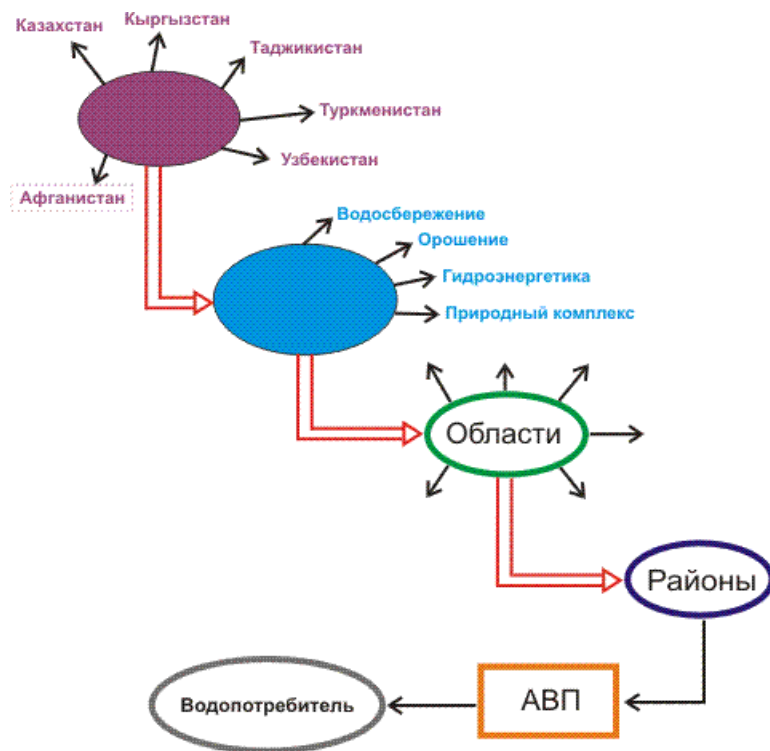 Казахстан
Кыргызстан
Таджикистан
Туркменистан
Узбекистан
Афганистан
Водосбережение
Орошение
Гидроэнергетика
Природный комплекс
Области
Районы
АВП
Водопотребитель